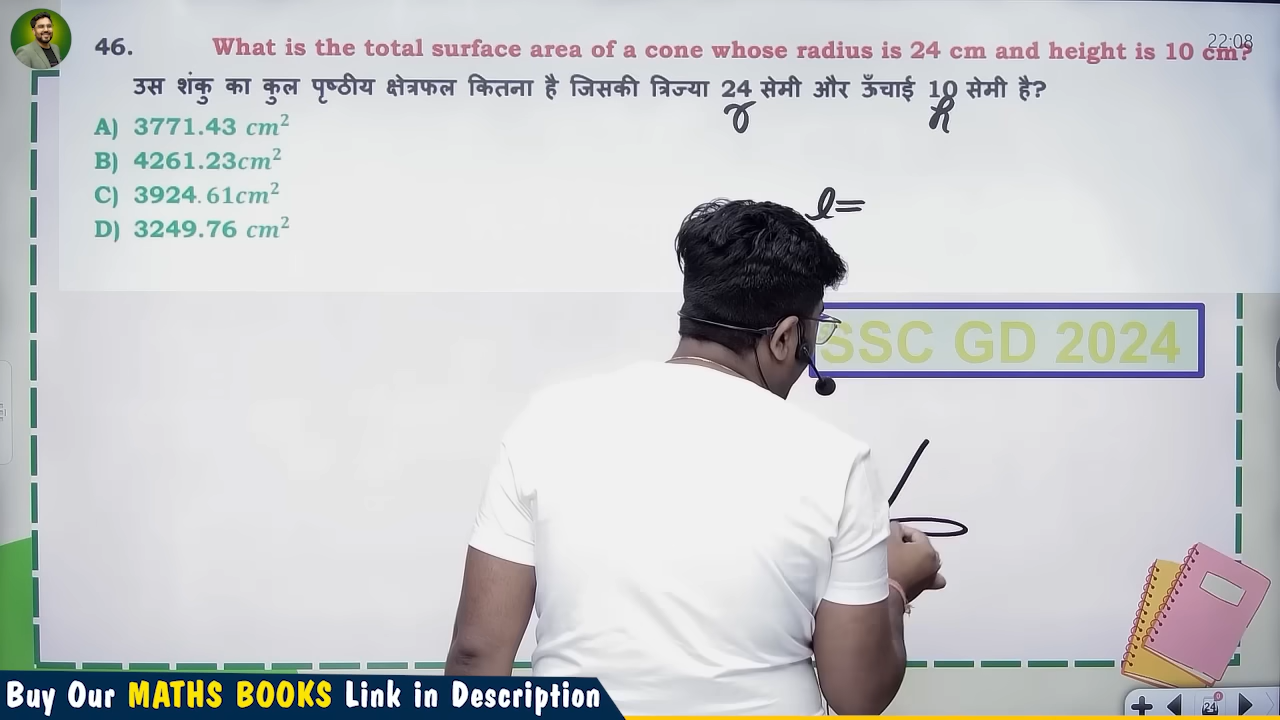 46. What is the total surface area of a cone whose radius is 24 cm and height is 10 cm?
22:08
उस शंकु का कुल पृष्ठीय क्षेत्रफल कितना है जिसकी त्रिज्या 24 सेमी और ऊँचाई 10 सेमी है?
r h
A) 3771.43 cm²
B) 4261.23cm²
C) 3924.61cm²
D) 3249.76 cm²
l=
SSC GD 2024
24
Buy Our MATHS BOOKS Link in Description